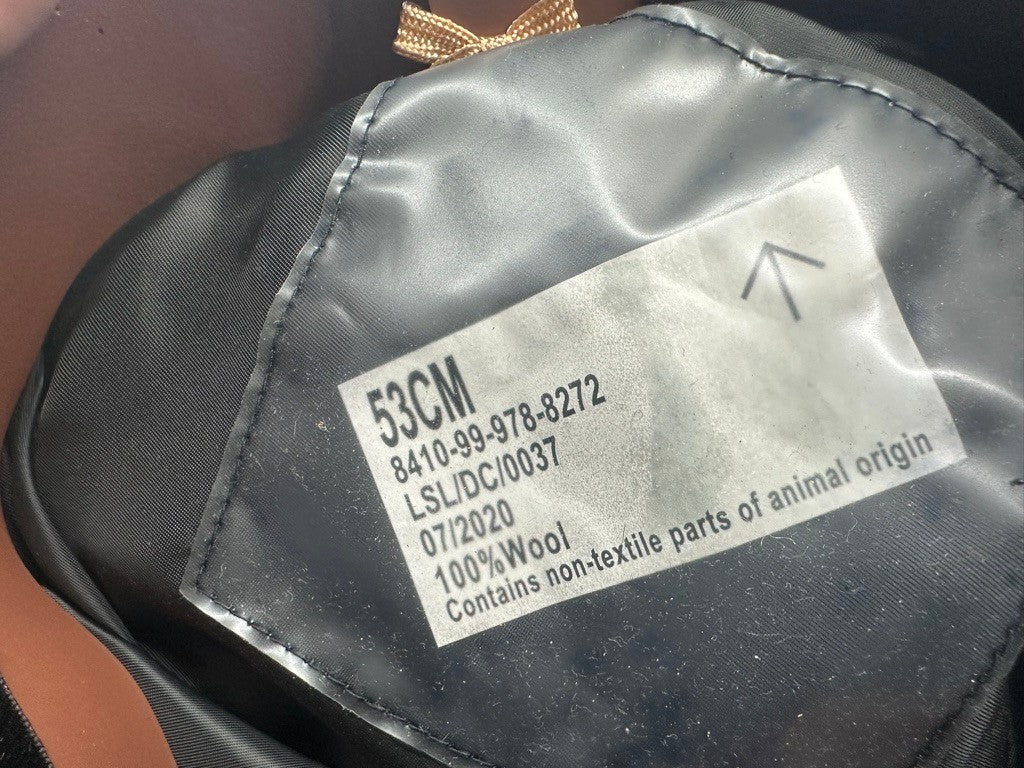 53CM
8410-99-978-8272
LSL/DC/0037
07/2020
100%Wool
Contains non-textile parts of animal origin